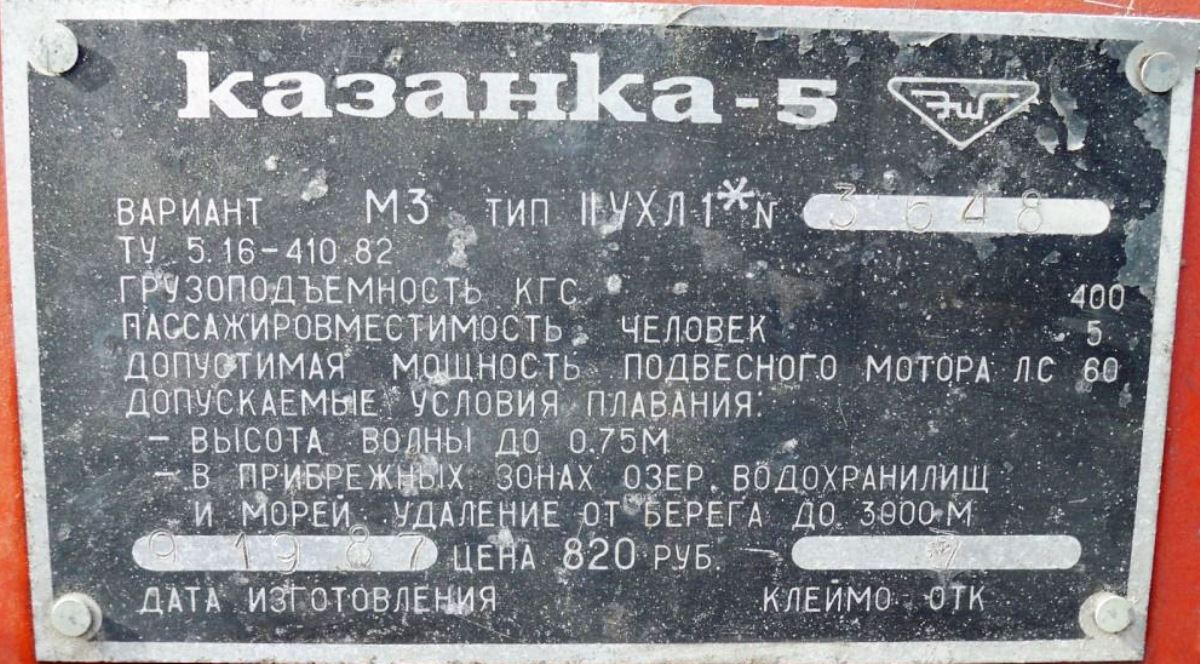 казанка-5
ВАРИАНТ М3 ТИП II УХЛ1* N 3648
ТУ 5.16-410.82
ГРУЗОПОДЪЕМНОСТЬ КГС 400
ПАССАЖИРОВМЕСТИМОСТЬ ЧЕЛОВЕК 5
ДОПУСТИМАЯ МОЩНОСТЬ ПОДВЕСНОГО МОТОРА ЛС 60
ДОПУСКАЕМЫЕ УСЛОВИЯ ПЛАВАНИЯ:
- ВЫСОТА ВОЛНЫ ДО 0.75М
- В ПРИБРЕЖНЫХ ЗОНАХ ОЗЕР, ВОДОХРАНИЛИЩ
И МОРЕЙ УДАЛЕНИЕ ОТ БЕРЕГА ДО 3000 М
9 1987 ЦЕНА 820 РУБ.
ДАТА ИЗГОТОВЛЕНИЯ КЛЕЙМО ОТК